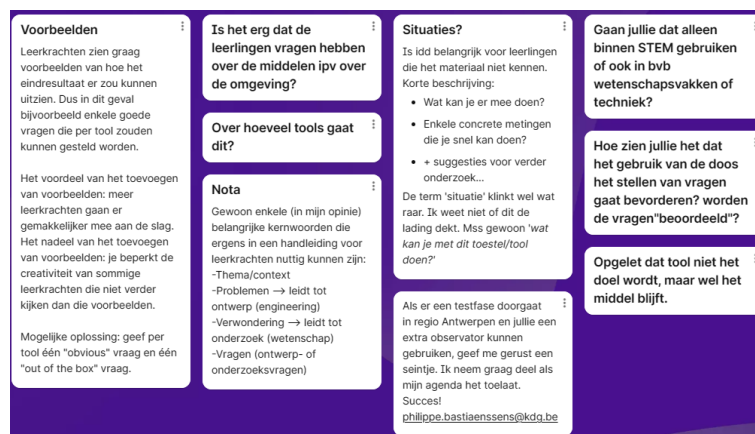 Voorbeelden
Leerkrachten zien graag
voorbeelden van hoe het
eindresultaat er zou kunnen
uitzien. Dus in dit geval
bijvoorbeeld enkele goede
vragen die per tool zouden
kunnen gesteld worden.
Het voordeel van het toevoegen
van voorbeelden: meer
leerkrachten gaan er
gemakkelijker mee aan de slag.
Het nadeel van het toevoegen
van voorbeelden: je beperkt de
creativiteit van sommige
leerkrachten die niet verder
kijken dan die voorbeelden.
Mogelijke oplossing: geef per
tool één "obvious" vraag en één
"out of the box" vraag.
Is het erg dat de
leerlingen vragen hebben
over de middelen ipv over
de omgeving?
Over hoeveel tools gaat
dit?
Nota
Gewoon enkele (in mijn opinie)
belangrijke kernwoorden die
ergens in een handleiding voor
leerkrachten nuttig kunnen zijn:
-Thema/context
-Problemen → leidt tot
ontwerp (engineering)
-Verwondering → leidt tot
onderzoek (wetenschap)
-Vragen (ontwerp- of
onderzoeksvragen)
Situaties?
Is idd belangrijk voor leerlingen
die het materiaal niet kennen.
Korte beschrijving:
• Wat kan je er mee doen?
• Enkele concrete metingen
die je snel kan doen?
• + suggesties voor verder
onderzoek...
De term 'situatie' klinkt wel wat
raar. Ik weet niet of dit de
lading dekt. Mss gewoon 'wat
kan je met dit toestel/tool
doen?'
Als er een testfase doorgaat
in regio Antwerpen en jullie een
extra observator kunnen
gebruiken, geef me gerust een
seintje. Ik neem graag deel als
mijn agenda het toelaat.
Succes!
philippe.bastiaenssens@kdg.be
Gaan jullie dat alleen
binnen STEM gebruiken
of ook in bvb
wetenschapsvakken of
techniek?
Hoe zien jullie het dat
het gebruik van de doos
het stellen van vragen
gaat bevorderen? worden
de vragen"beoordeeld"?
Opgelet dat tool niet het
doel wordt, maar wel het
middel blijft.